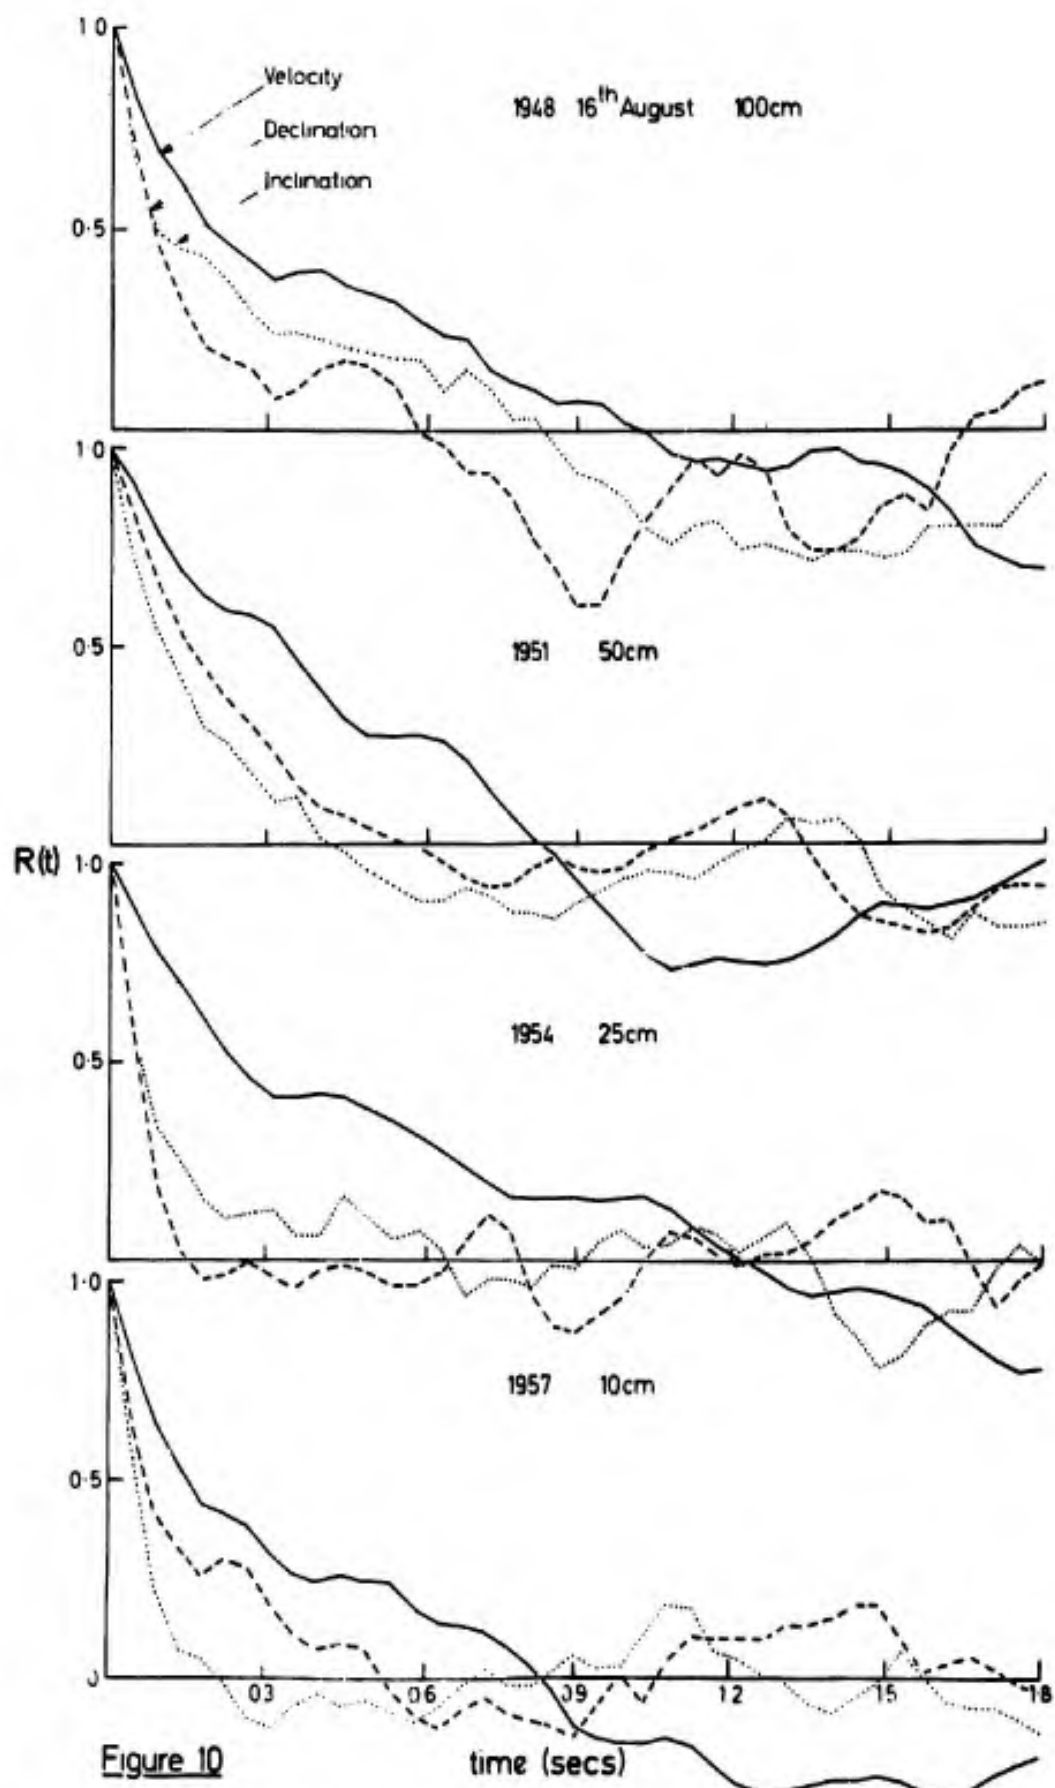 1 0
Velocity
1948 16th August 100cm
Declination
Inclination
0·5
1·0
0·5
1951 50cm
R(t)
1·0
1954 25cm
0·5
1·0
1957 10cm
0·5
0
03 06 09 12 15 18
Figure 10 time (secs)